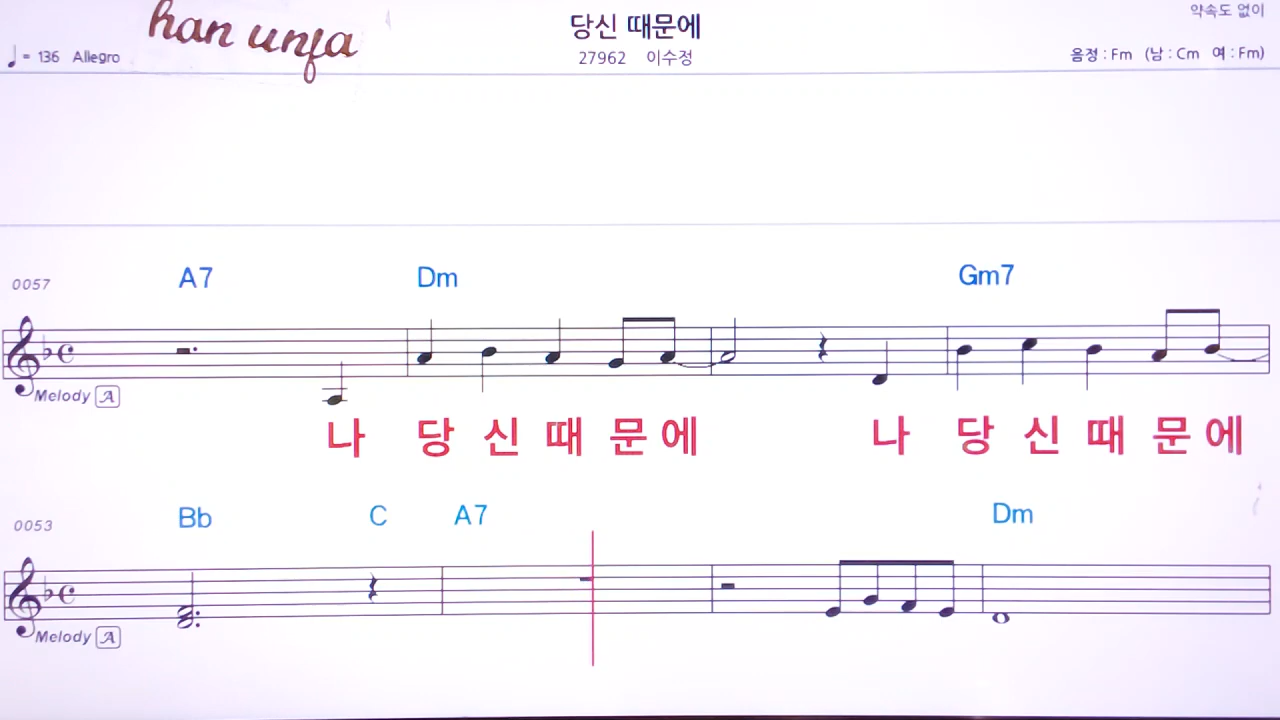 han unfa
당신 때문에
약속도 없이
♩= 136 Allegro
27962 이수정
음정 : Fm (남 : Cm 여 : Fm)
0057 A7 Dm Gm7
Melody A
나 당 신 때 문 에 나 당 신 때 문 에
0053 Bb C A7 Dm
Melody A